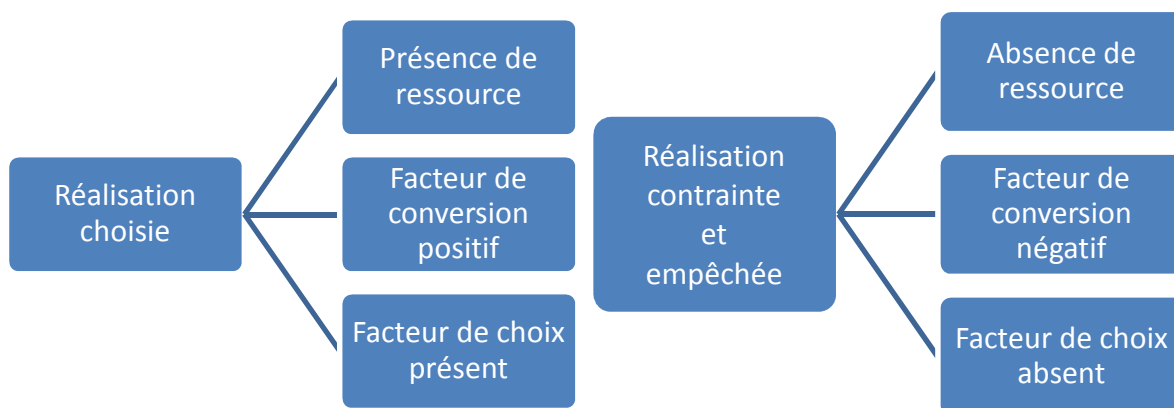 Réalisation
choisie
Présence de
ressource
Facteur de
conversion
positif
Facteur de choix
présent
Réalisation
contrainte
et
empêchée
Absence de
ressource
Facteur de
conversion
négatif
Facteur de choix
absent